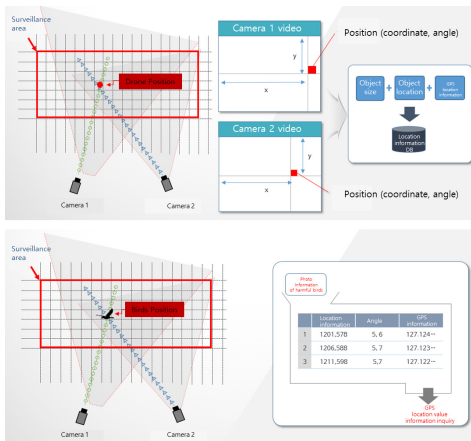 Surveillance
area
Drone Position
Camera 1
Camera 2
Camera 1 video
y
x
Position (coordinate, angle)
Camera 2 video
y
x
Position (coordinate, angle)
Object
size
+
Object
location
+
GPS
location
information
Location
information
DB
Surveillance
area
Birds Position
Camera 1
Camera 2
Photo
information
of harmful birds
Location
information
Angle
GPS
information
1 1201,578 5, 6 127.124···
2 1206,588 5, 7 127.123···
3 1211,598 5,7 127.122···
GPS
location value
information inquiry